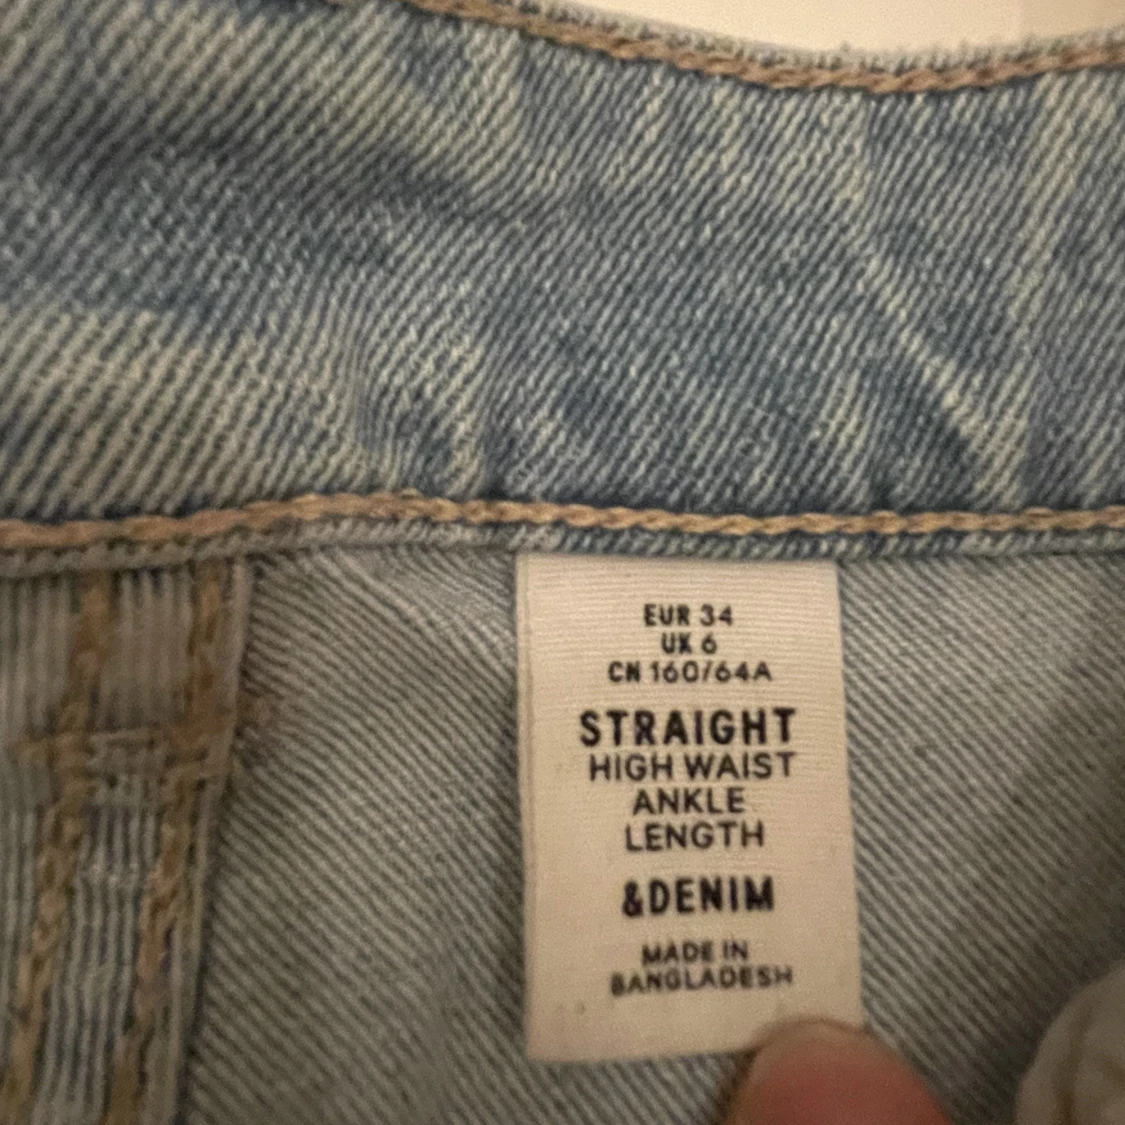 EUR 34
UK 6
CN 160/64A
STRAIGHT
HIGH WAIST
ANKLE
LENGTH
&DENIM
MADE IN
BANGLADESH